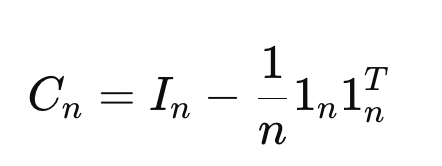 $C_n = I_n - \frac{1}{n} 1_n 1_n^T$